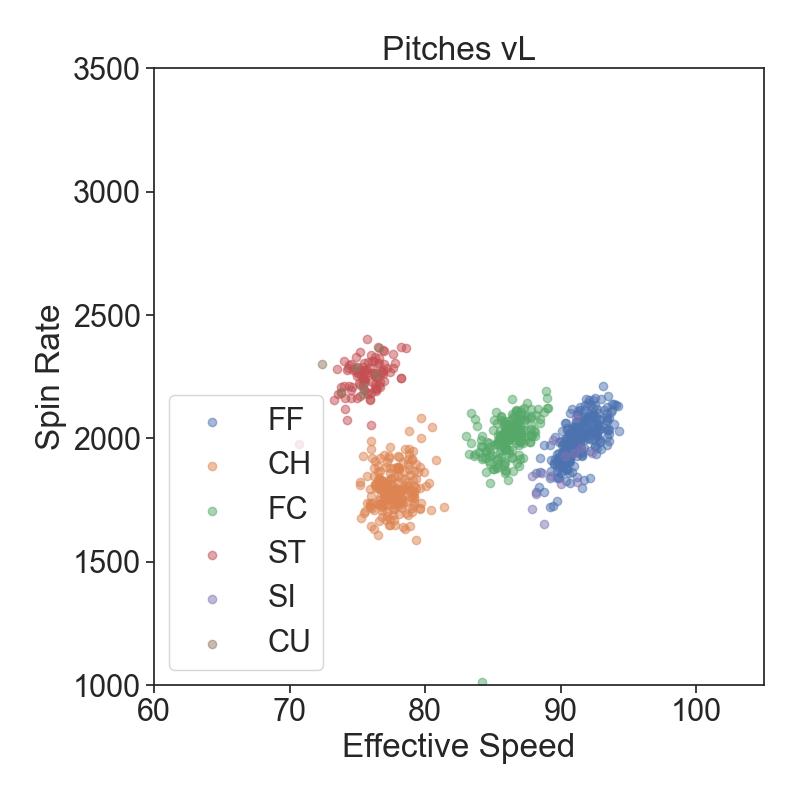 Pitches vL
3500
3000
2500
2000
1500
1000
Spin Rate
FF
CH
FC
ST
SI
CU
60 70 80 90 100
Effective Speed